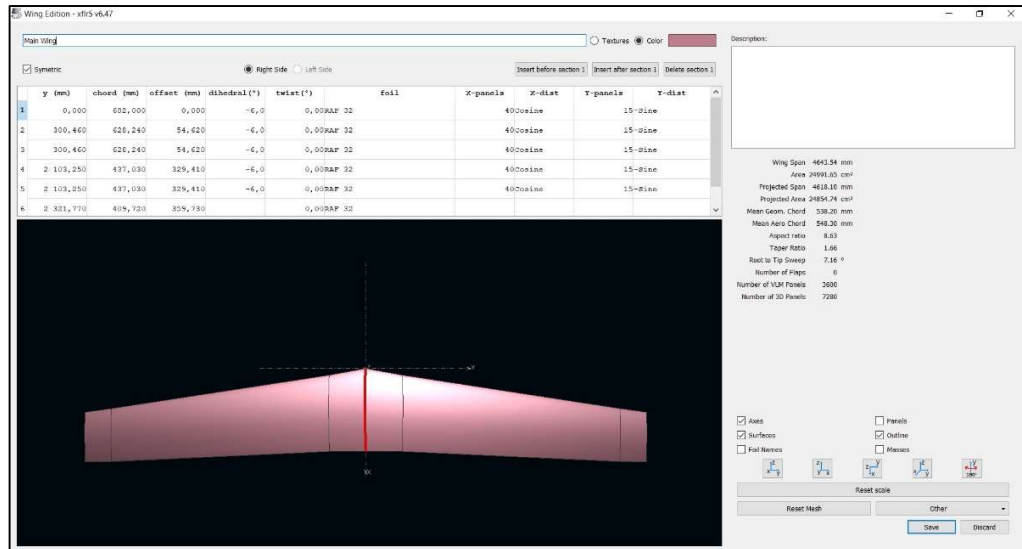 Wing Edition - xflr5 v6.47
Main Wing
Textures Color
Symetric Right Side Left Side Insert before section 1 Insert after section 1 Delete section 1
y (mm) chord (mm) offset (mm) dihedral(°) twist(°) foil X-panels X-dist Y-panels Y-dist
1 0,000 682,000 0,000 -6,0 0,00 RAF 32 40 Cosine 15 -Sine
2 300,460 628,240 54,620 -6,0 0,00 RAF 32 40 Cosine 15 -Sine
3 300,460 628,240 54,620 -6,0 0,00 RAF 32 40 Cosine 15 -Sine
4 2 103,250 437,030 329,410 -6,0 0,00 RAF 32 40 Cosine 15 -Sine
5 2 103,250 437,030 329,410 -6,0 0,00 RAF 32 40 Cosine 15 -Sine
6 2 321,770 409,720 359,730 0,00 RAF 32
Y
X
Description:
Wing Span 4643.54 mm
Area 24991.65 cm²
Projected Span 4618.10 mm
Projected Area 24854.74 cm²
Mean Geom. Chord 538.20 mm
Mean Aero Chord 548.30 mm
Aspect ratio 8.63
Taper Ratio 1.66
Root to Tip Sweep 7.16 °
Number of Flaps 0
Number of VLM Panels 3600
Number of 3D Panels 7280
Axes Panels
Surfaces Outline
Foil Names Masses
Reset scale
Reset Mesh Other
Save Discard